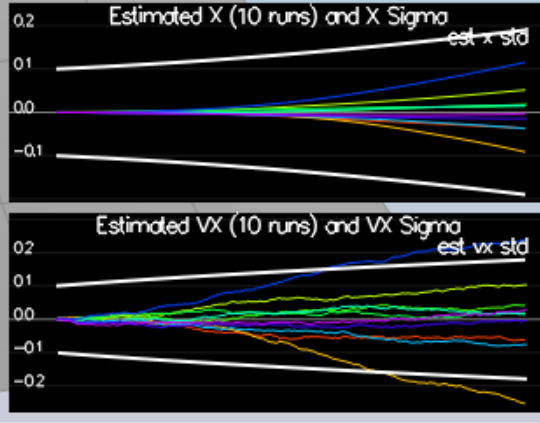 Estimated X (10 runs) and X Sigma
0.2
est x std
0.1
0.0
-0.1
Estimated VX (10 runs) and VX Sigma
0.2
est vx std
0.1
0.0
-0.1
-0.2